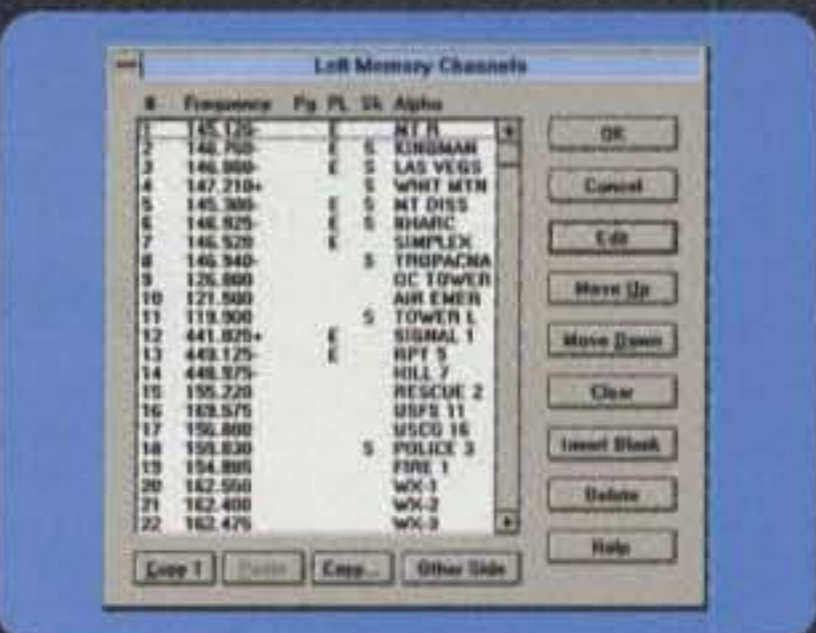 Left Memory Channels
# Frequency Pg PL Sk Alpha
1 145.120- E MT R
2 146.760- E S KINGMAN
3 146.880- E S LAS VEGS
4 147.210+ S WHIT MTN
5 145.300- E S MT DISS
6 146.925- E S KHARC
7 146.520 E SIMPLEX
8 146.940- S TROPACNA
9 126.800 OC TOWER
10 121.500 AIR EMER
11 119.900 S TOWER L
12 441.825+ E SIGNAL 1
13 449.125- E RPT 5
14 448.975- HILL 7
15 155.220 RESCUE 2
16 169.575 USFS 11
17 156.800 USCG 16
18 155.030 S POLICE 3
19 154.805 FIRE 1
20 162.550 WX-1
21 162.400 WX-2
22 162.475 WX-3
OK
Cancel
Edit
Move Up
Move Down
Clear
Insert Blank
Delete
Help
Copy 1 Paste Copy... Other Side